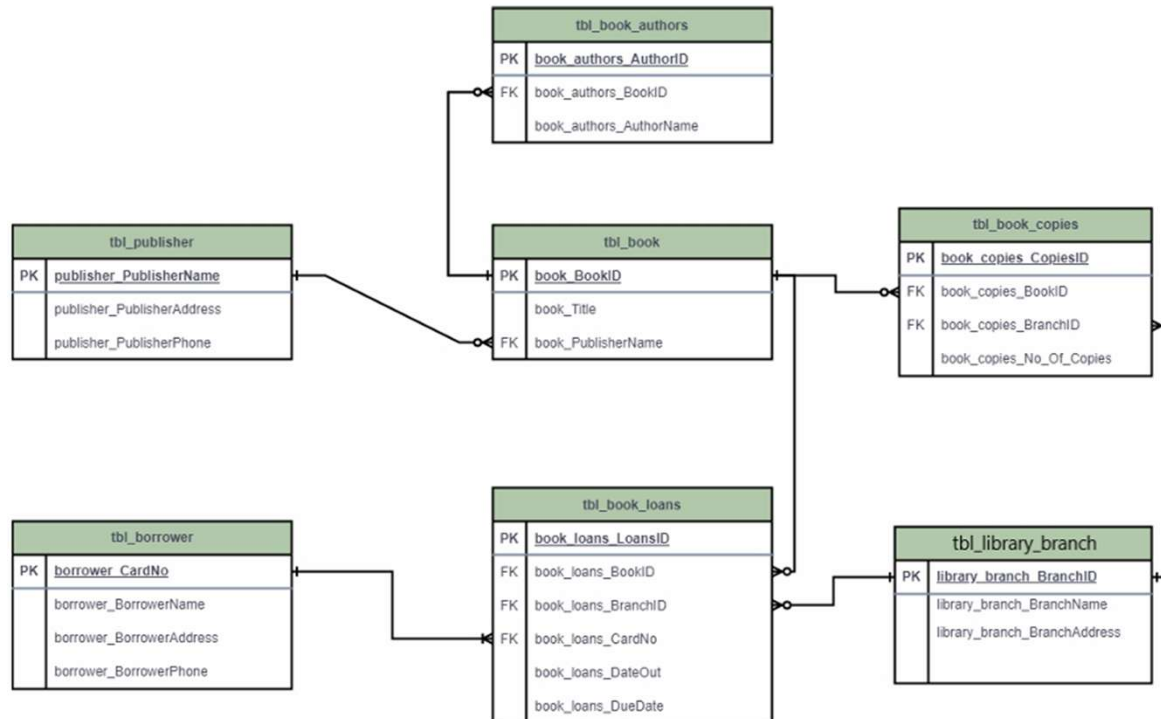 tbl_book_authors
PK book_authors_AuthorID
FK book_authors_BookID
book_authors_AuthorName
tbl_publisher
PK publisher_PublisherName
publisher_PublisherAddress
publisher_PublisherPhone
tbl_book
PK book_BookID
book_Title
FK book_PublisherName
tbl_book_copies
PK book_copies_CopiesID
FK book_copies_BookID
FK book_copies_BranchID
book_copies_No_Of_Copies
tbl_borrower
PK borrower_CardNo
borrower_BorrowerName
borrower_BorrowerAddress
borrower_BorrowerPhone
tbl_book_loans
PK book_loans_LoansID
FK book_loans_BookID
FK book_loans_BranchID
FK book_loans_CardNo
book_loans_DateOut
book_loans_DueDate
tbl_library_branch
PK library_branch_BranchID
library_branch_BranchName
library_branch_BranchAddress